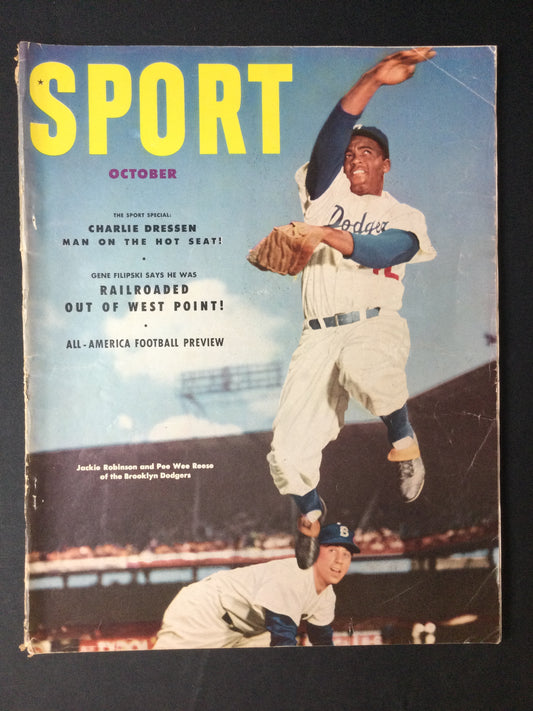 SPORT
OCTOBER
THE SPORT SPECIAL:
CHARLIE DRESSEN
MAN ON THE HOT SEAT!
•
GENE FILIPSKI SAYS HE WAS
RAILROADED
OUT OF WEST POINT!
•
ALL-AMERICA FOOTBALL PREVIEW
Dodgers
Jackie Robinson and Pee Wee Reese
of the Brooklyn Dodgers
B